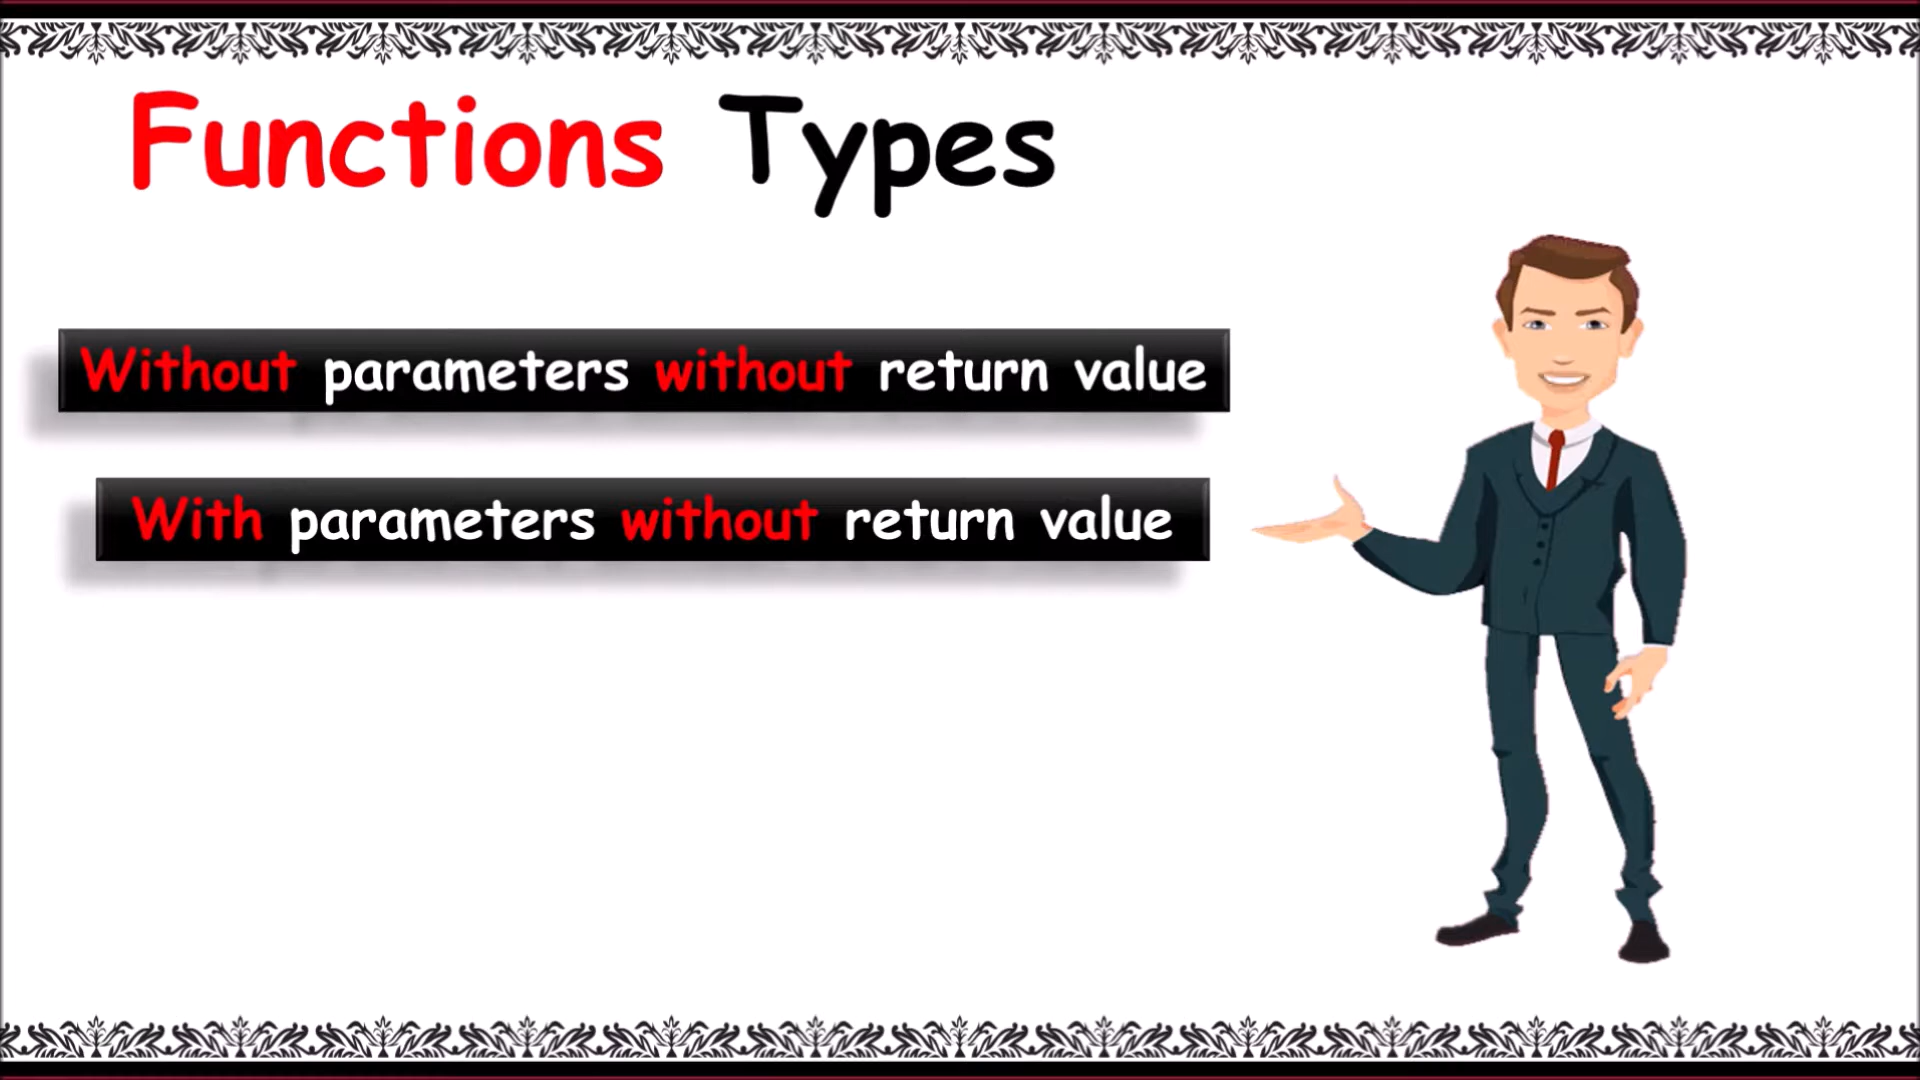 Functions Types
Without parameters without return value
With parameters without return value